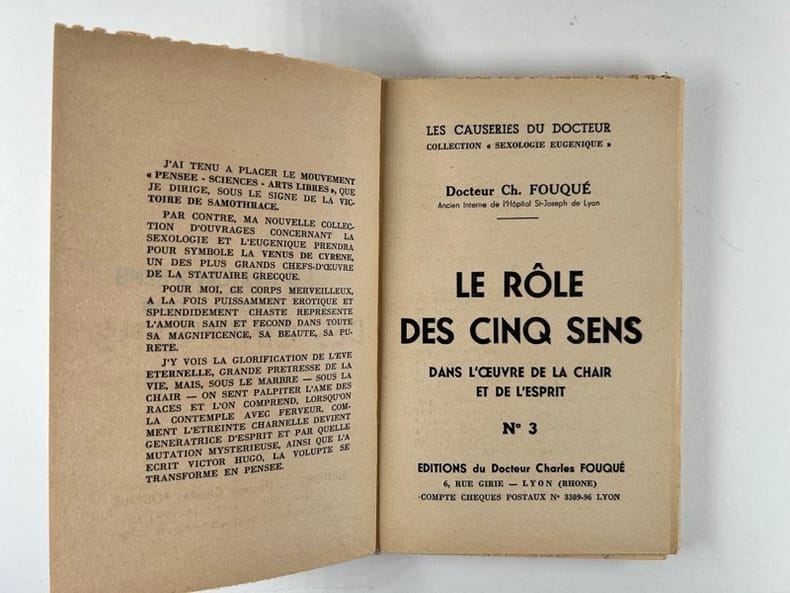 J'AI TENU A PLACER LE MOUVEMENT
« PENSEE - SCIENCES - ARTS LIBRES », QUE
JE DIRIGE, SOUS LE SIGNE DE LA VIC-
TOIRE DE SAMOTHRACE.
PAR CONTRE, MA NOUVELLE COLLEC-
TION D'OUVRAGES CONCERNANT LA
SEXOLOGIE ET L'EUGENIQUE PRENDRA
POUR SYMBOLE LA VENUS DE CYRENE,
UN DES PLUS GRANDS CHEFS-D'ŒUVRE
DE LA STATUAIRE GRECQUE.
POUR MOI, CE CORPS MERVEILLEUX,
A LA FOIS PUISSAMMENT EROTIQUE ET
SPLENDIDEMENT CHASTE REPRESENTE
L'AMOUR SAIN ET FECOND DANS TOUTE
SA MAGNIFICENCE, SA BEAUTE, SA PU-
RETE.
J'Y VOIS LA GLORIFICATION DE L'EVE
ETERNELLE, GRANDE PRETRESSE DE LA
VIE, MAIS, SOUS LE MARBRE — SOUS LA
CHAIR — ON SENT PALPITER L'AME DES
RACES ET L'ON COMPREND, LORSQU'ON
LA CONTEMPLE AVEC FERVEUR, COM-
MENT L'ETREINTE CHARNELLE DEVIENT
GENERATRICE D'ESPRIT ET PAR QUELLE
MUTATION MYSTERIEUSE, AINSI QUE L'A
ECRIT VICTOR HUGO, LA VOLUPTE SE
TRANSFORME EN PENSEE.
LES CAUSERIES DU DOCTEUR
COLLECTION « SEXOLOGIE EUGENIQUE »
Docteur Ch. FOUQUÉ
Ancien Interne de l'Hôpital St-Joseph de Lyon
LE RÔLE
DES CINQ SENS
DANS L'ŒUVRE DE LA CHAIR
ET DE L'ESPRIT
N° 3
EDITIONS du Docteur Charles FOUQUÉ
6, RUE GIRIE — LYON (RHONE)
COMPTE CHEQUES POSTAUX N° 3309-96 LYON